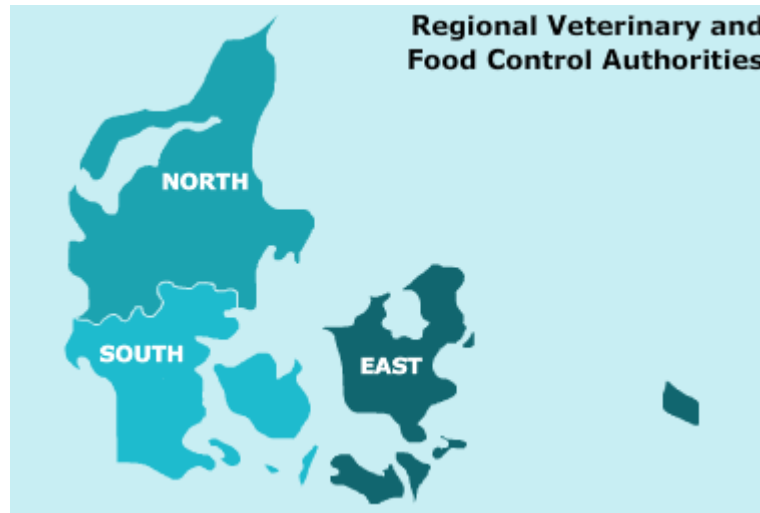 Regional Veterinary and
Food Control Authorities
NORTH
SOUTH
EAST